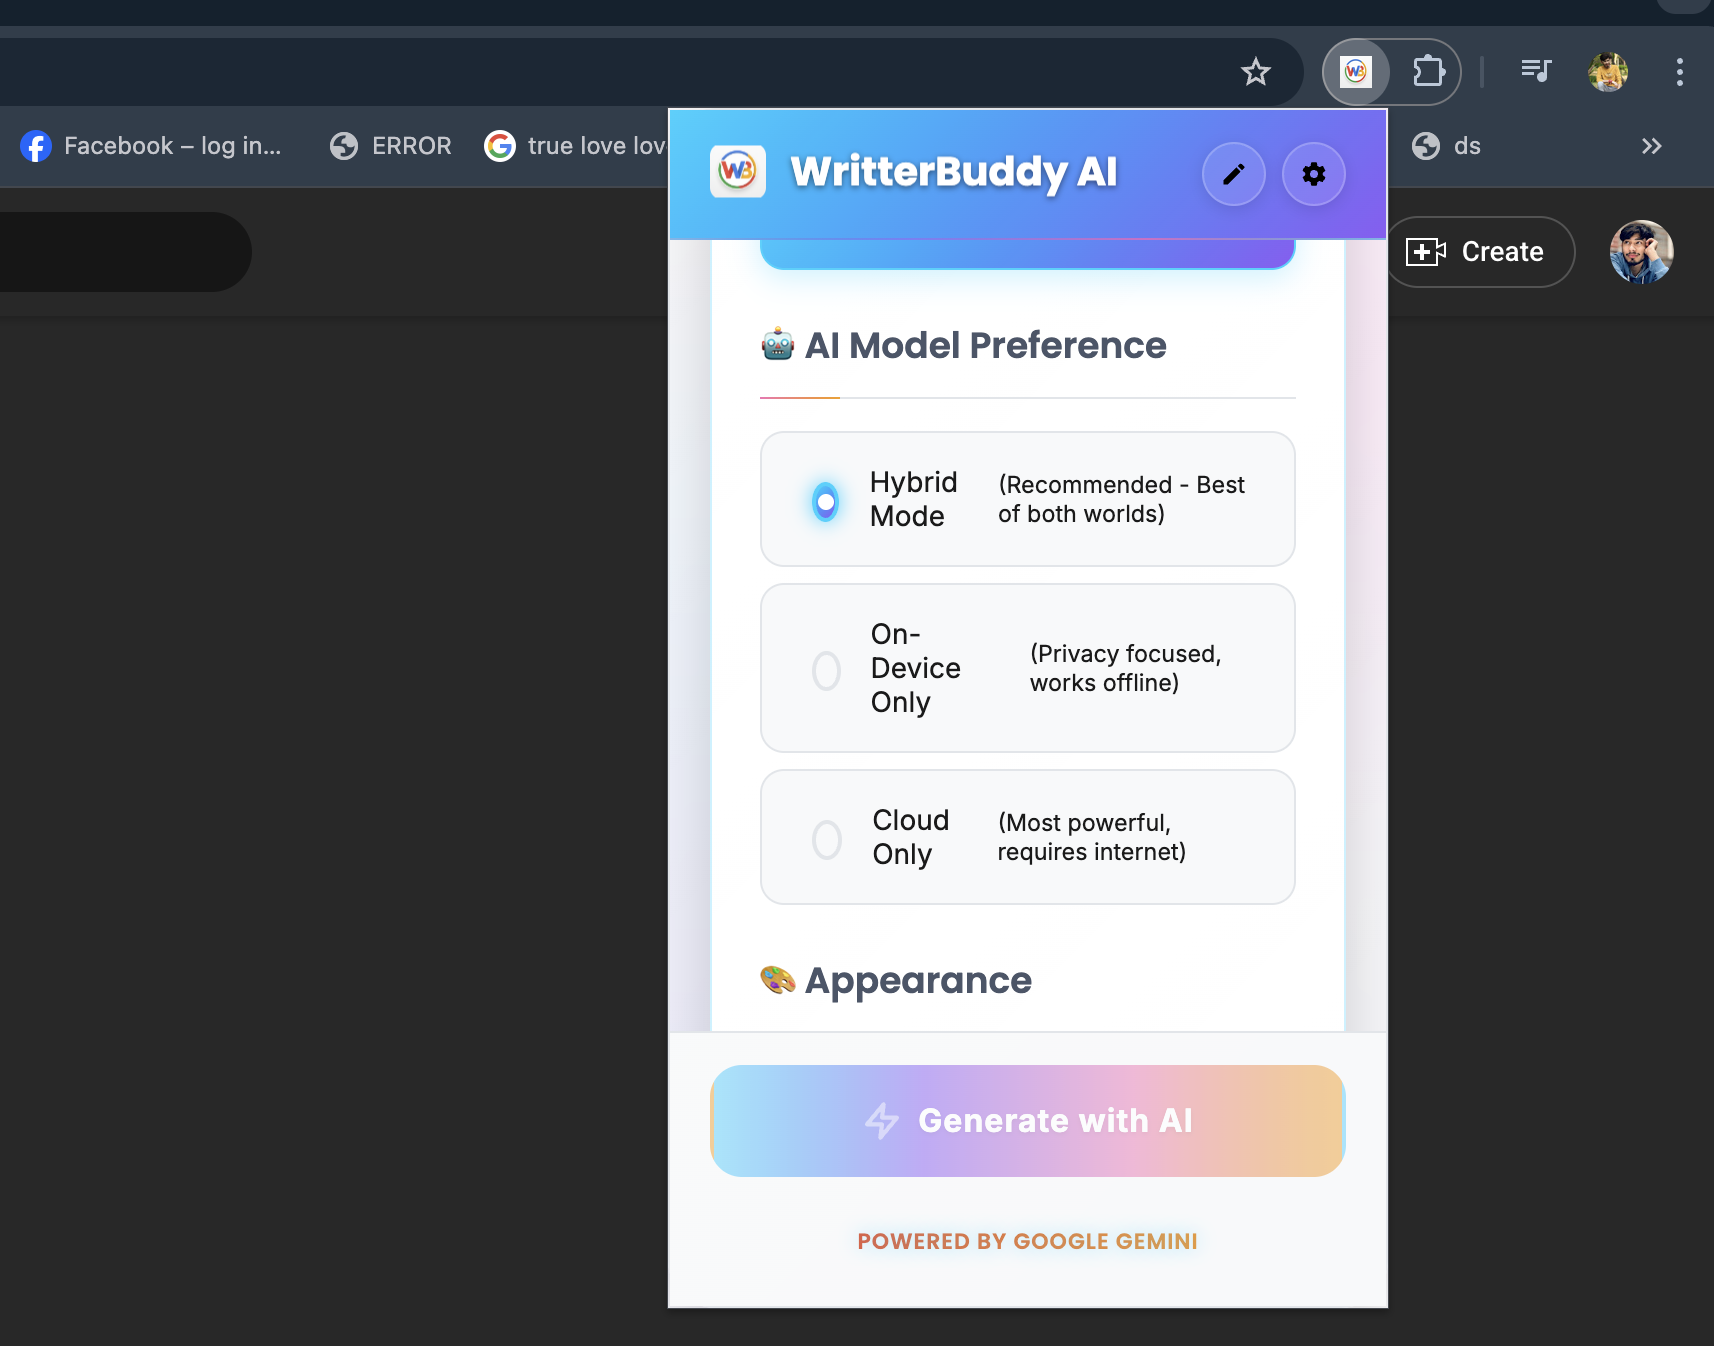 Facebook – log in...
ERROR
true love lov
ds
WB
WritterBuddy AI
Create
AI Model Preference
Hybrid
Mode
(Recommended - Best
of both worlds)
On-
Device
Only
(Privacy focused,
works offline)
Cloud
Only
(Most powerful,
requires internet)
Appearance
Generate with AI
POWERED BY GOOGLE GEMINI